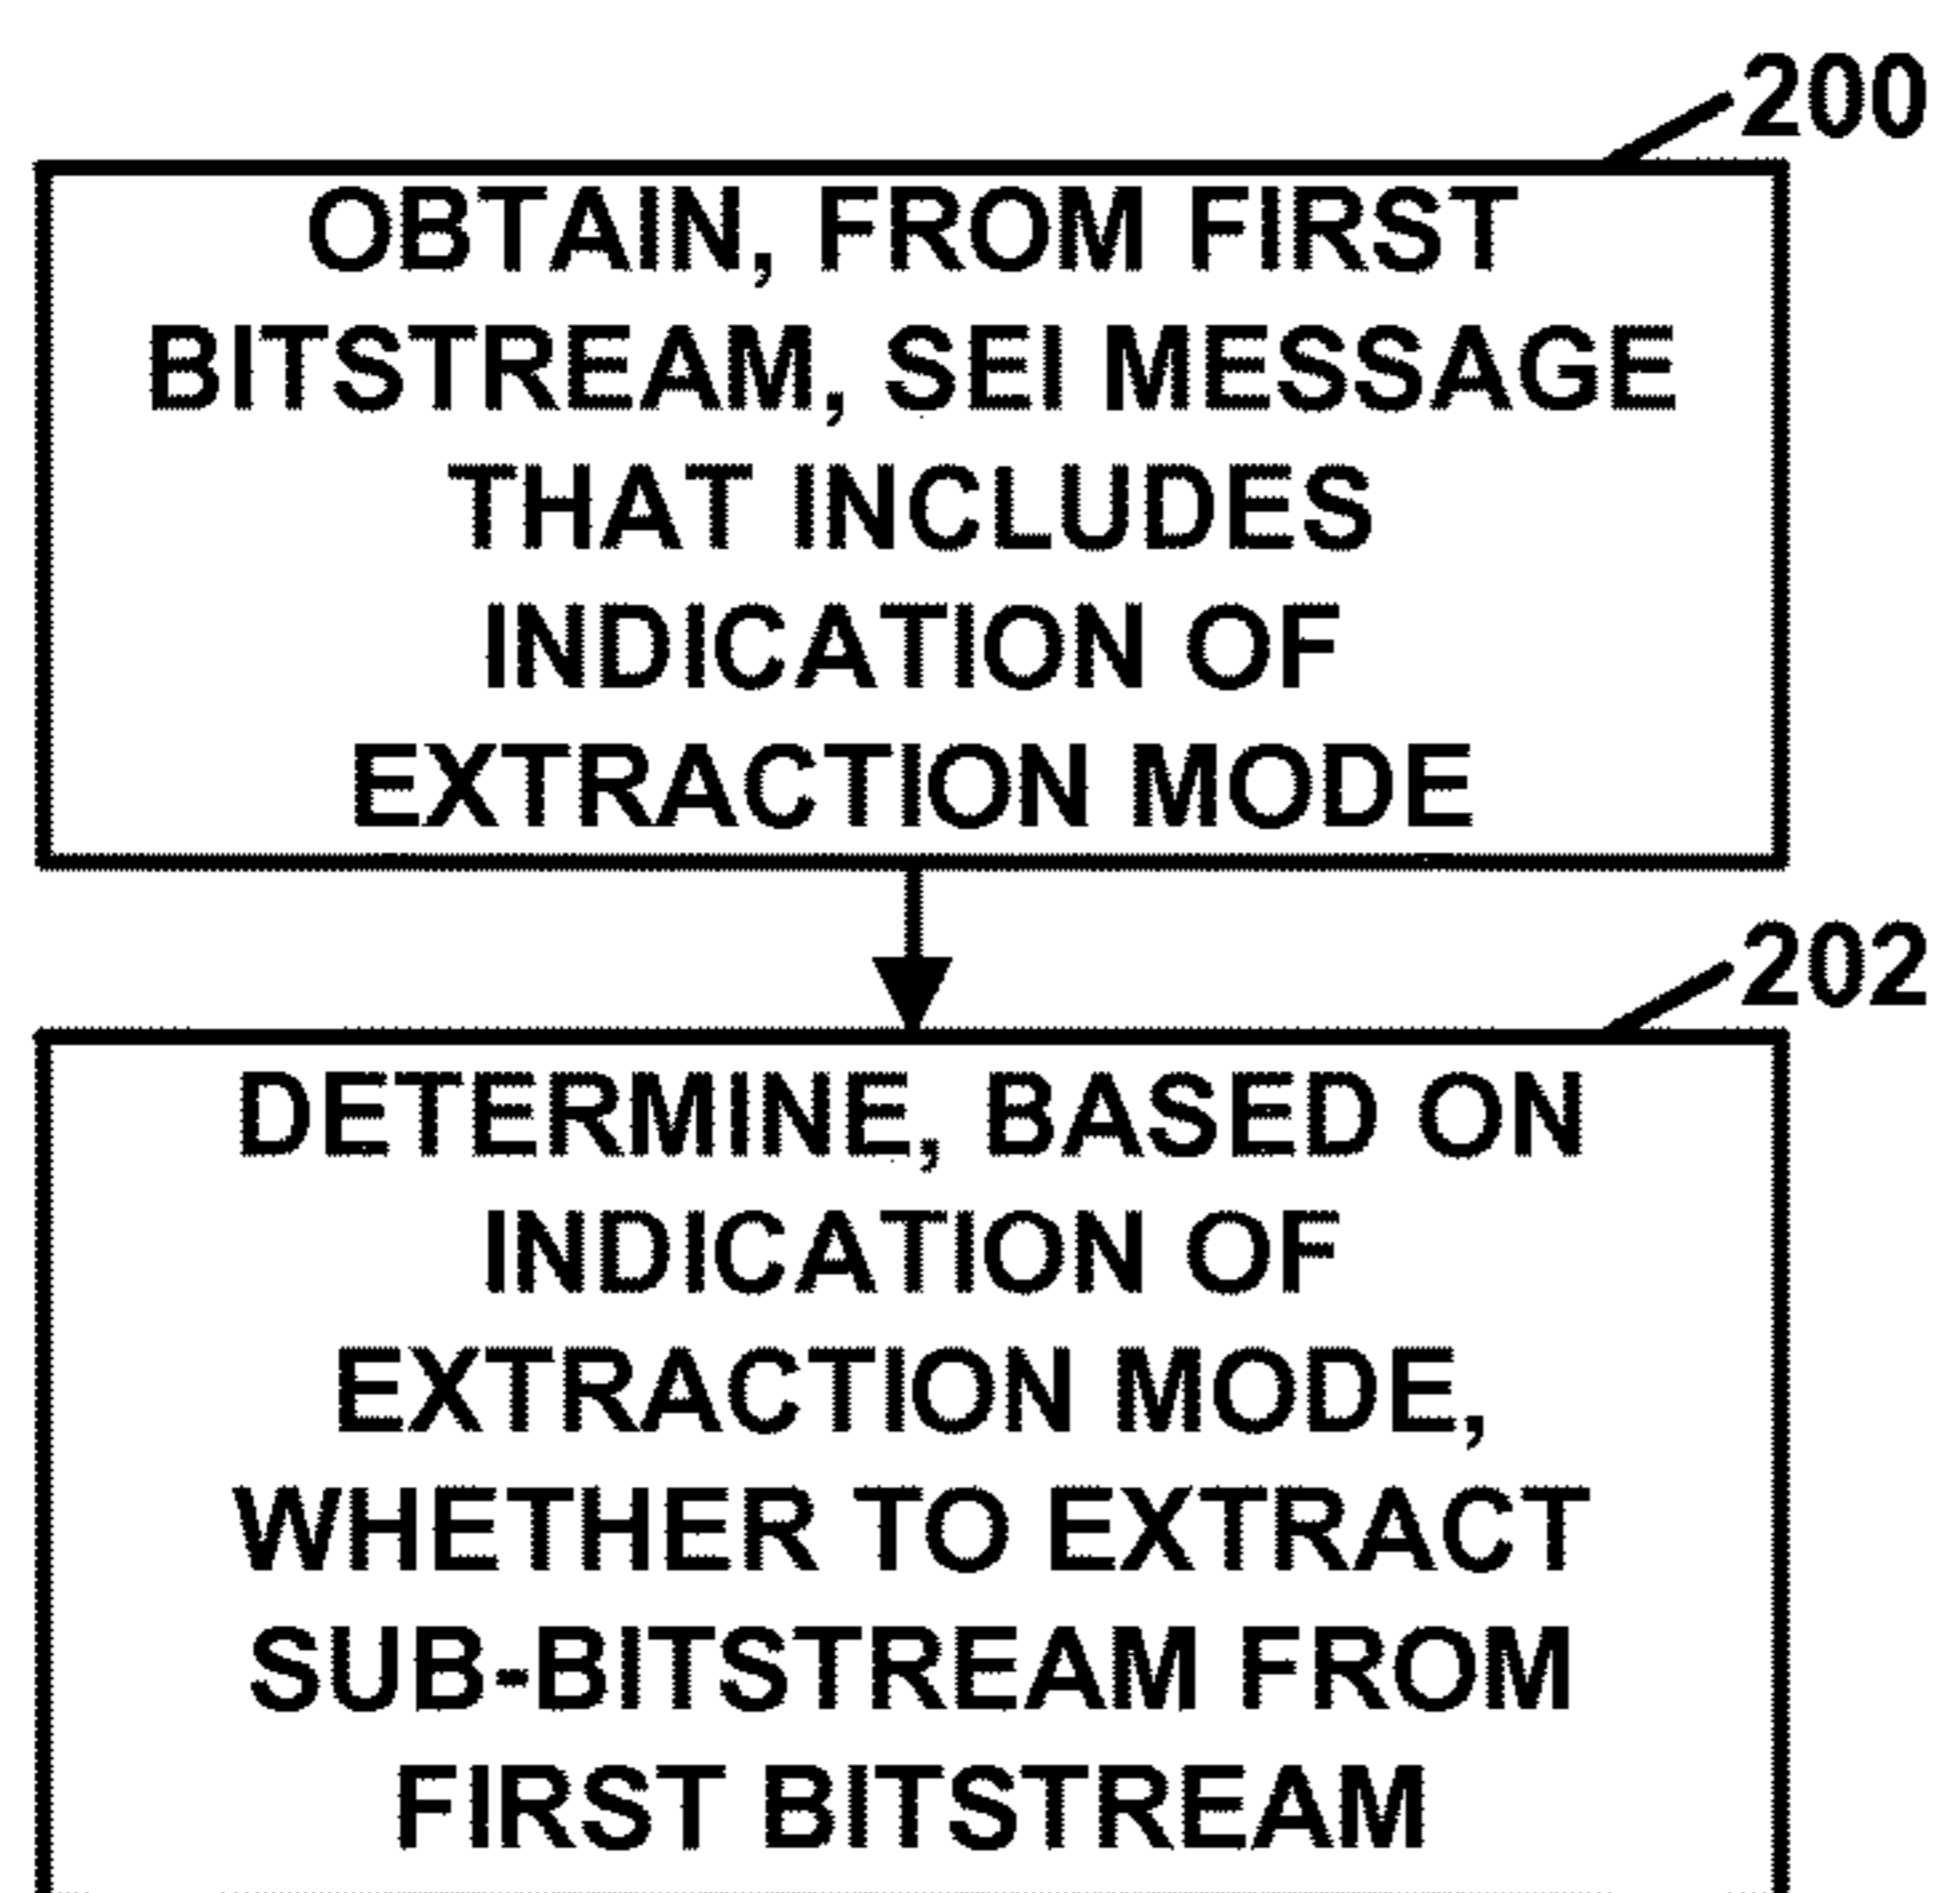 200
OBTAIN, FROM FIRST
BITSTREAM, SEI MESSAGE
THAT INCLUDES
INDICATION OF
EXTRACTION MODE
202
DETERMINE, BASED ON
INDICATION OF
EXTRACTION MODE,
WHETHER TO EXTRACT
SUB-BITSTREAM FROM
FIRST BITSTREAM